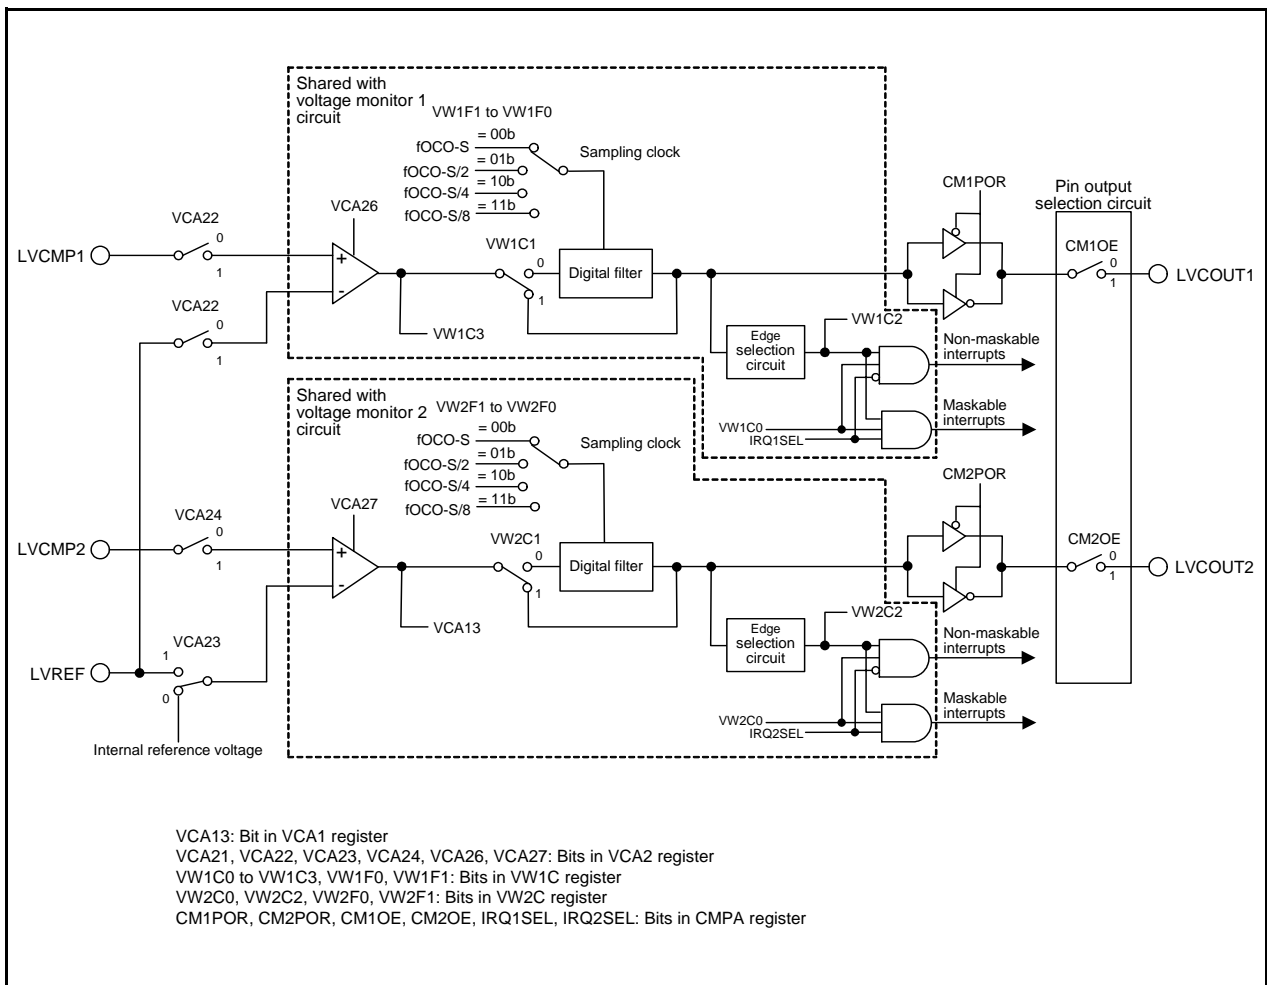 Shared with
voltage monitor 1
circuit
VW1F1 to VW1F0
fOCO-S
= 00b
fOCO-S/2
= 01b
fOCO-S/4
= 10b
fOCO-S/8
= 11b
Sampling clock
CM1POR
Pin output
selection circuit
LVCMP1
VCA22
0
1
VCA26
+
-
VW1C1
0
1
Digital filter
CM1OE
0
1
LVCOUT1
VCA22
0
1
VW1C3
Edge
selection
circuit
VW1C2
Non-maskable
interrupts
Maskable
interrupts
VW1C0
IRQ1SEL
Shared with
voltage monitor 2
circuit
VW2F1 to VW2F0
fOCO-S
= 00b
fOCO-S/2
= 01b
fOCO-S/4
= 10b
fOCO-S/8
= 11b
Sampling clock
CM2POR
LVCMP2
VCA24
0
1
VCA27
+
-
VW2C1
0
1
Digital filter
CM2OE
0
1
LVCOUT2
VCA13
Edge
selection
circuit
VW2C2
Non-maskable
interrupts
Maskable
interrupts
VW2C0
IRQ2SEL
LVREF
VCA23
1
0
Internal reference voltage
VCA13: Bit in VCA1 register
VCA21, VCA22, VCA23, VCA24, VCA26, VCA27: Bits in VCA2 register
VW1C0 to VW1C3, VW1F0, VW1F1: Bits in VW1C register
VW2C0, VW2C2, VW2F0, VW2F1: Bits in VW2C register
CM1POR, CM2POR, CM1OE, CM2OE, IRQ1SEL, IRQ2SEL: Bits in CMPA register